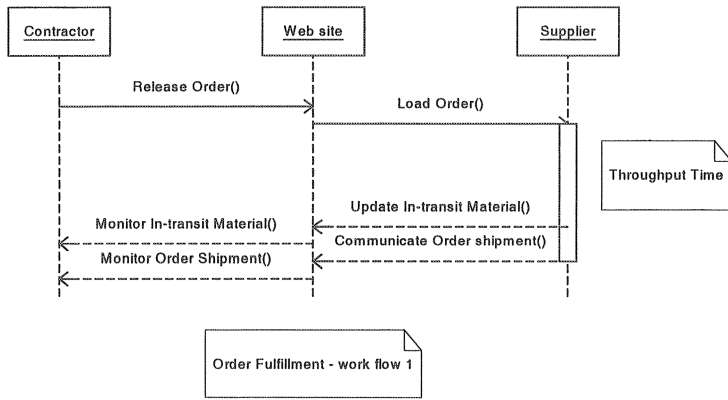 Contractor
Web site
Supplier
Release Order()
Load Order()
Throughput Time
Update In-transit Material()
Monitor In-transit Material()
Communicate Order shipment()
Monitor Order Shipment()
Order Fulfillment - work flow 1